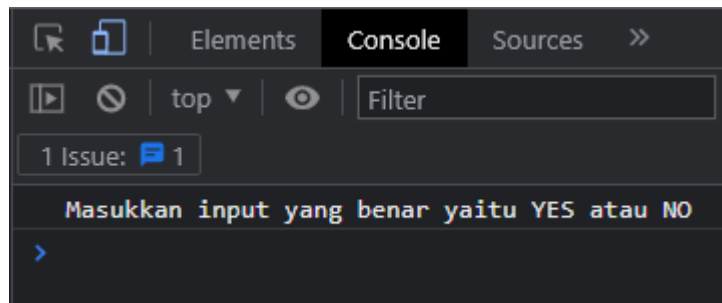 Elements Console Sources
top Filter
1 Issue: 1
Masukkan input yang benar yaitu YES atau NO